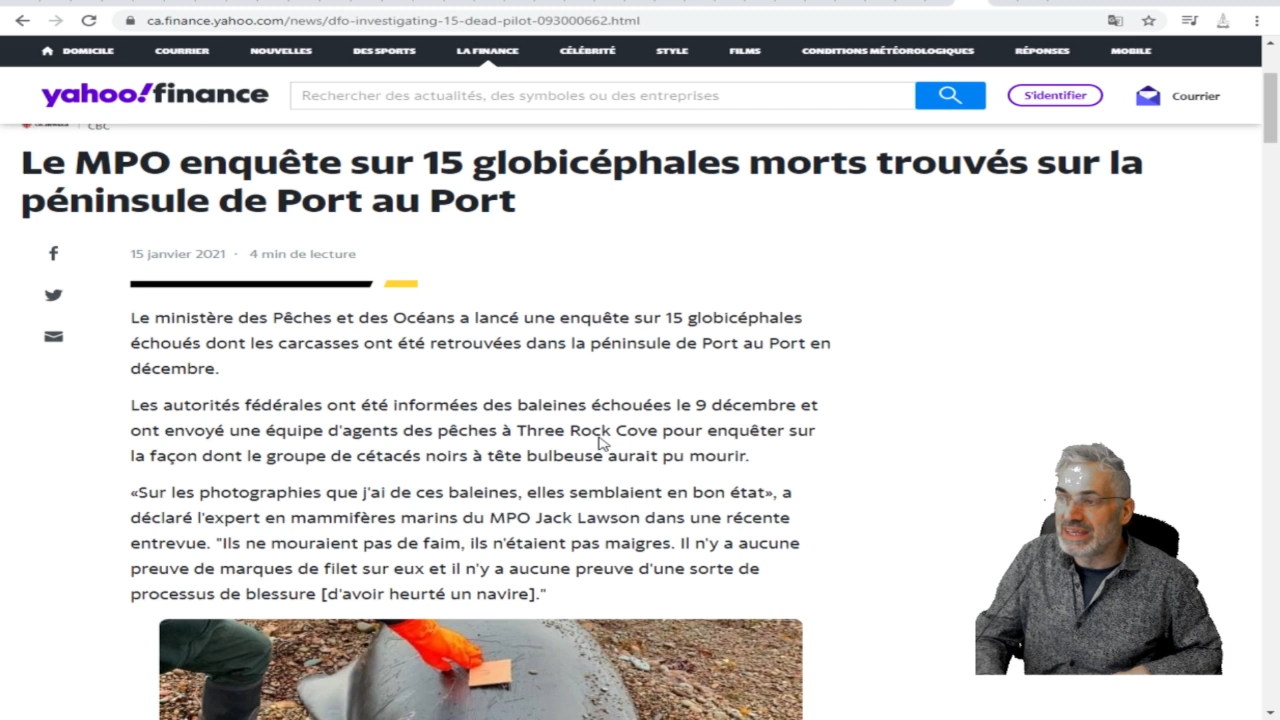 ca.finance.yahoo.com/news/dfo-investigating-15-dead-pilot-093000662.html
DOMICILE COURRIER NOUVELLES DES SPORTS LA FINANCE CÉLÉBRITÉ STYLE FILMS CONDITIONS MÉTÉOROLOGIQUES RÉPONSES MOBILE
yahoo!finance Rechercher des actualités, des symboles ou des entreprises S'identifier Courrier
CBC
Le MPO enquête sur 15 globicéphales morts trouvés sur la
péninsule de Port au Port
15 janvier 2021 · 4 min de lecture
Le ministère des Pêches et des Océans a lancé une enquête sur 15 globicéphales
échoués dont les carcasses ont été retrouvées dans la péninsule de Port au Port en
décembre.
Les autorités fédérales ont été informées des baleines échouées le 9 décembre et
ont envoyé une équipe d'agents des pêches à Three Rock Cove pour enquêter sur
la façon dont le groupe de cétacés noirs à tête bulbeuse aurait pu mourir.
«Sur les photographies que j'ai de ces baleines, elles semblaient en bon état», a
déclaré l'expert en mammifères marins du MPO Jack Lawson dans une récente
entrevue. "Ils ne mouraient pas de faim, ils n'étaient pas maigres. Il n'y a aucune
preuve de marques de filet sur eux et il n'y a aucune preuve d'une sorte de
processus de blessure [d'avoir heurté un navire]."